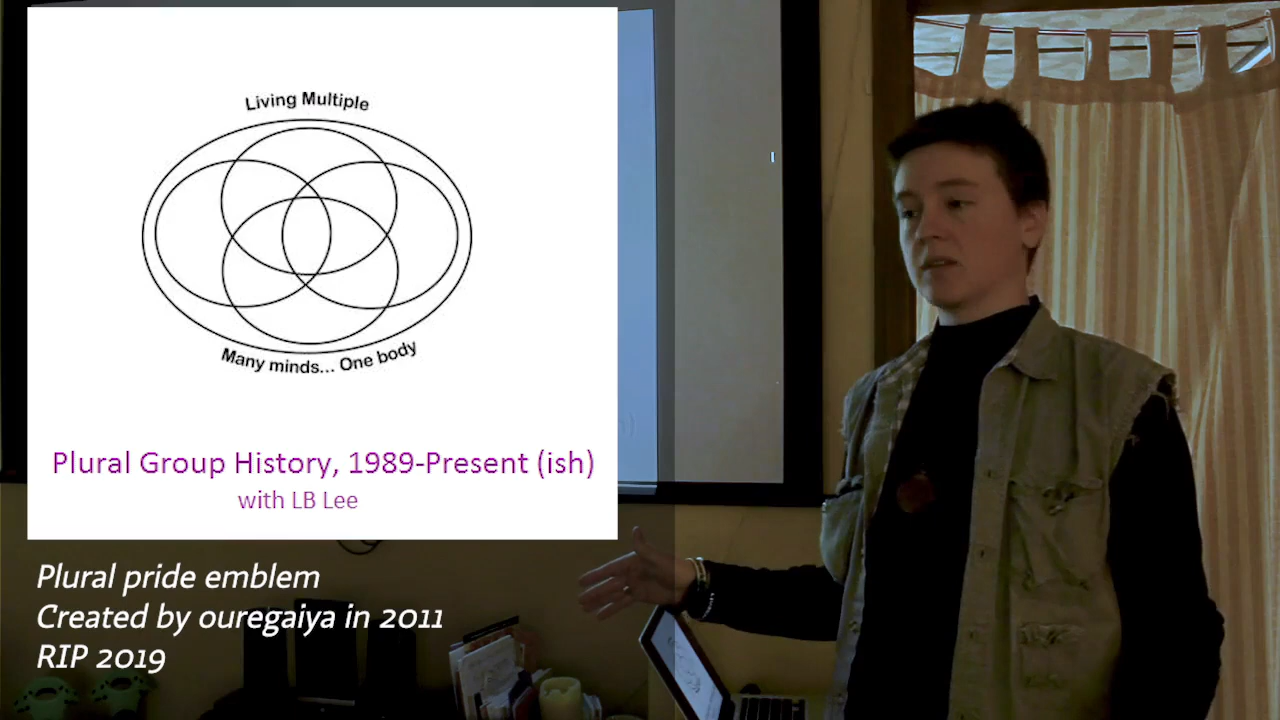 Living Multiple
Many minds... One body
Plural Group History, 1989-Present (ish)
with LB Lee
Plural pride emblem
Created by ouregaiya in 2011
RIP 2019